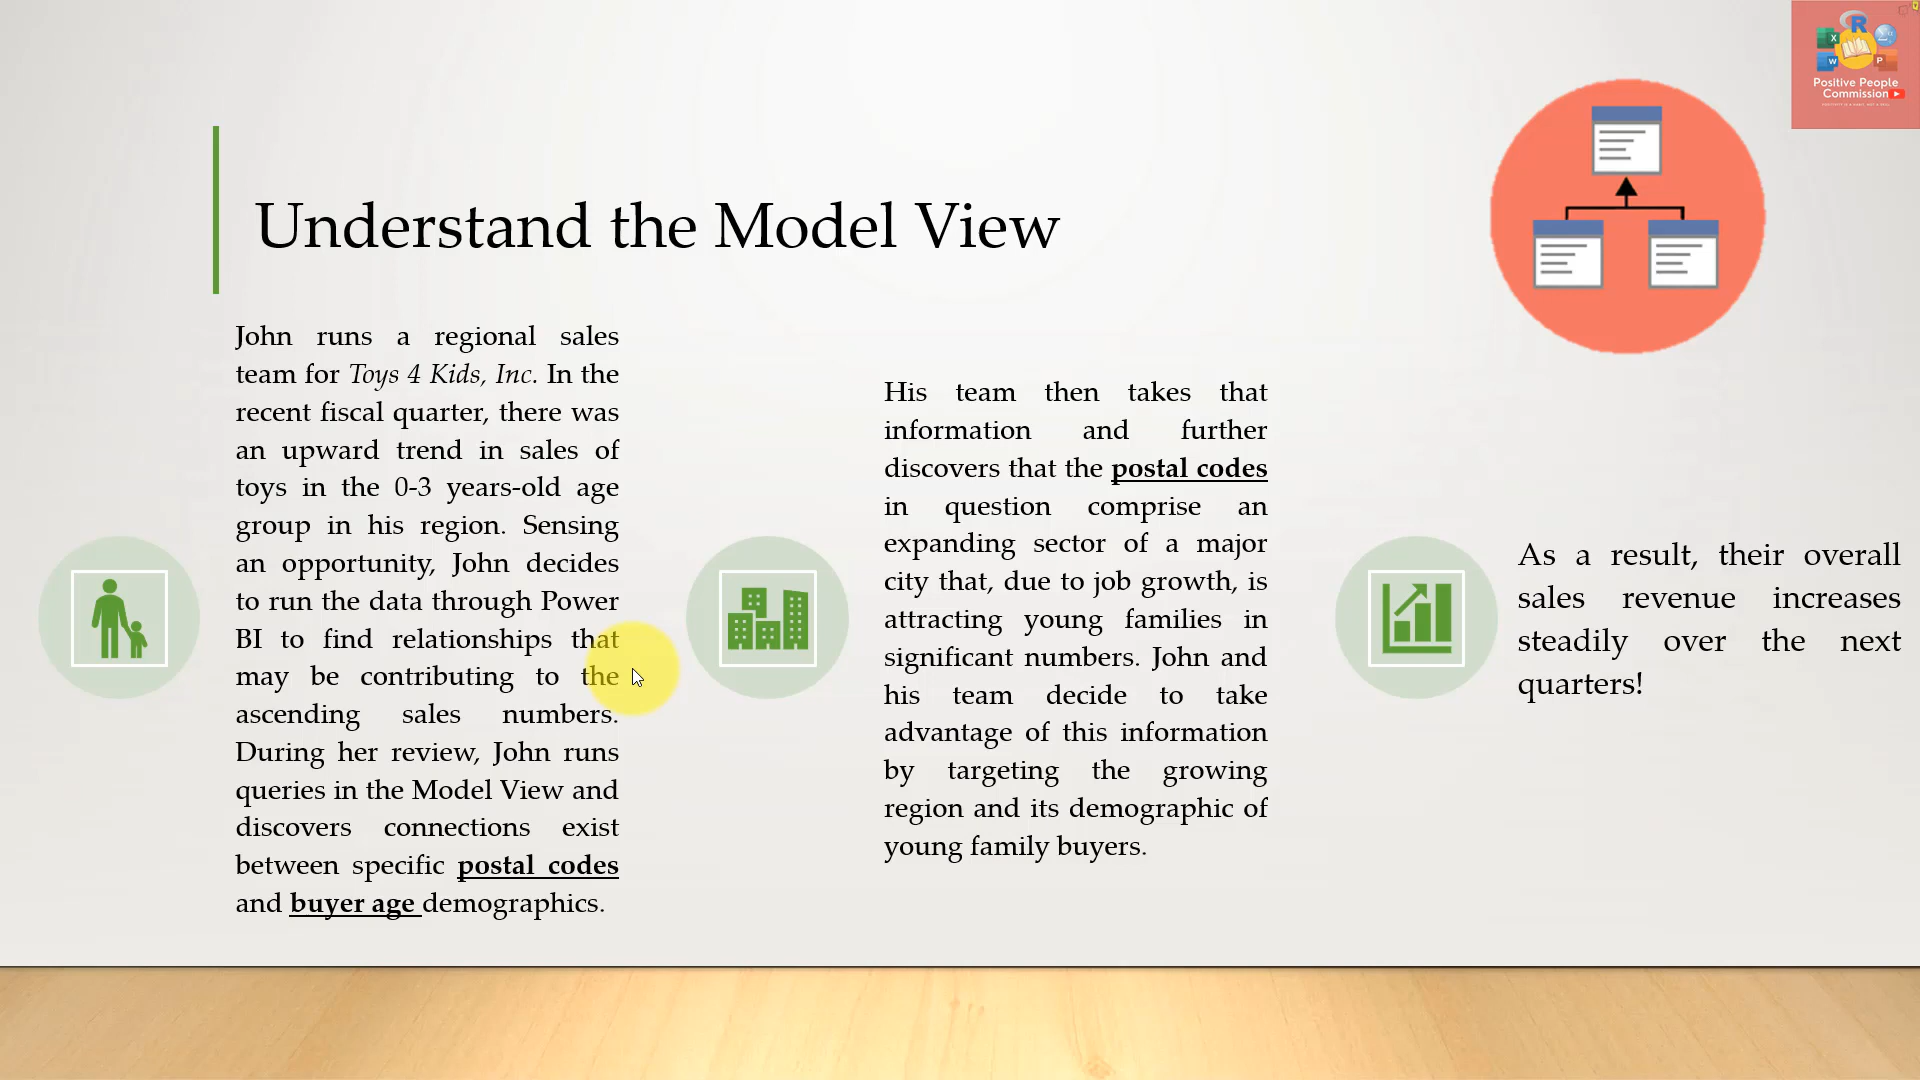 Positive People
Commission
Understand the Model View
John runs a regional sales
team for Toys 4 Kids, Inc. In the
recent fiscal quarter, there was
an upward trend in sales of
toys in the 0-3 years-old age
group in his region. Sensing
an opportunity, John decides
to run the data through Power
BI to find relationships that
may be contributing to the
ascending sales numbers.
During her review, John runs
queries in the Model View and
discovers connections exist
between specific postal codes
and buyer age demographics.
His team then takes that
information and further
discovers that the postal codes
in question comprise an
expanding sector of a major
city that, due to job growth, is
attracting young families in
significant numbers. John and
his team decide to take
advantage of this information
by targeting the growing
region and its demographic of
young family buyers.
As a result, their overall
sales revenue increases
steadily over the next
quarters!